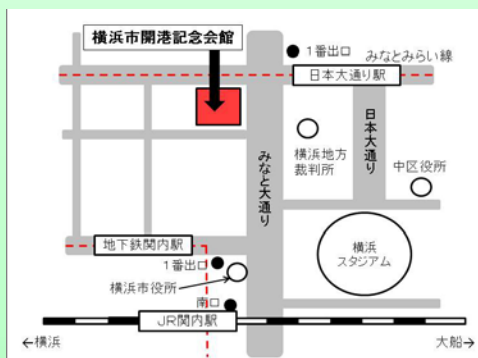 横浜市開港記念会館
1番出口
みなとみらい線
日本大通り駅
日本大通り
みなと大通り
横浜地方
裁判所
中区役所
地下鉄関内駅
1番出口
横浜市役所
横浜
スタジアム
南口
JR関内駅
←横浜
大船→